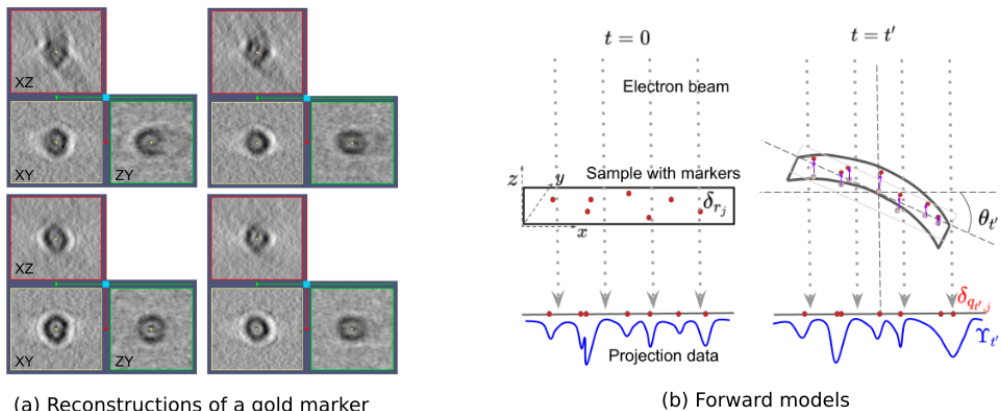 XZ
XY
ZY
XZ
XY
ZY
(a) Reconstructions of a gold marker
t = 0
t = t′
Electron beam
Sample with markers
z
y
x
δ_{r_j}
θ_{t′}
δ_{q_{t′,j}}
Υ_{t′}
Projection data
(b) Forward models